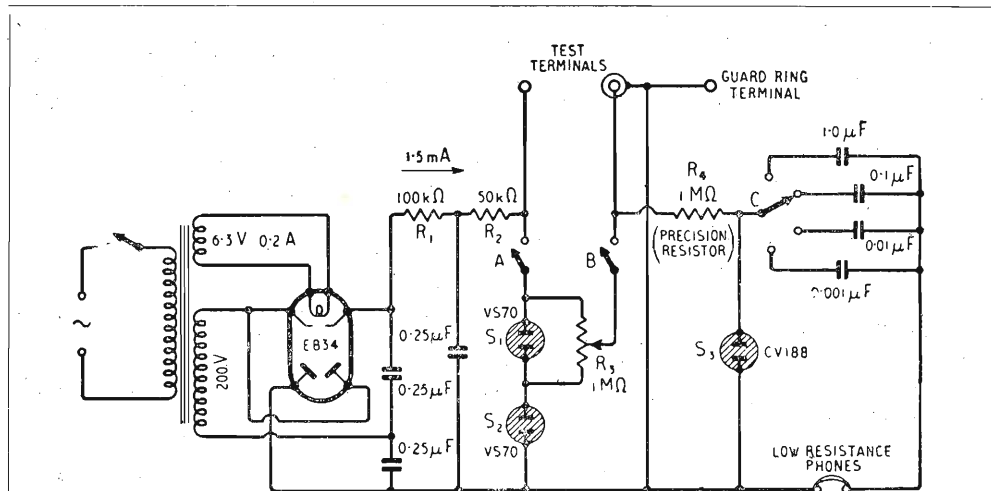 TEST
TERMINALS
GUARD RING
TERMINAL
1·0 μF
1·5 mA
R4
1 MΩ
0·1 μF
100 kΩ
50 kΩ
C
R1
R2
(PRECISION
RESISTOR)
6·3 V 0·2 A
A
B
0·01 μF
0·001 μF
~
VS70
EB34
0·25 μF
S1
S3
CV188
200V
R3
1 MΩ
0·25 μF
S2
VS70
0·25 μF
LOW RESISTANCE
PHONES